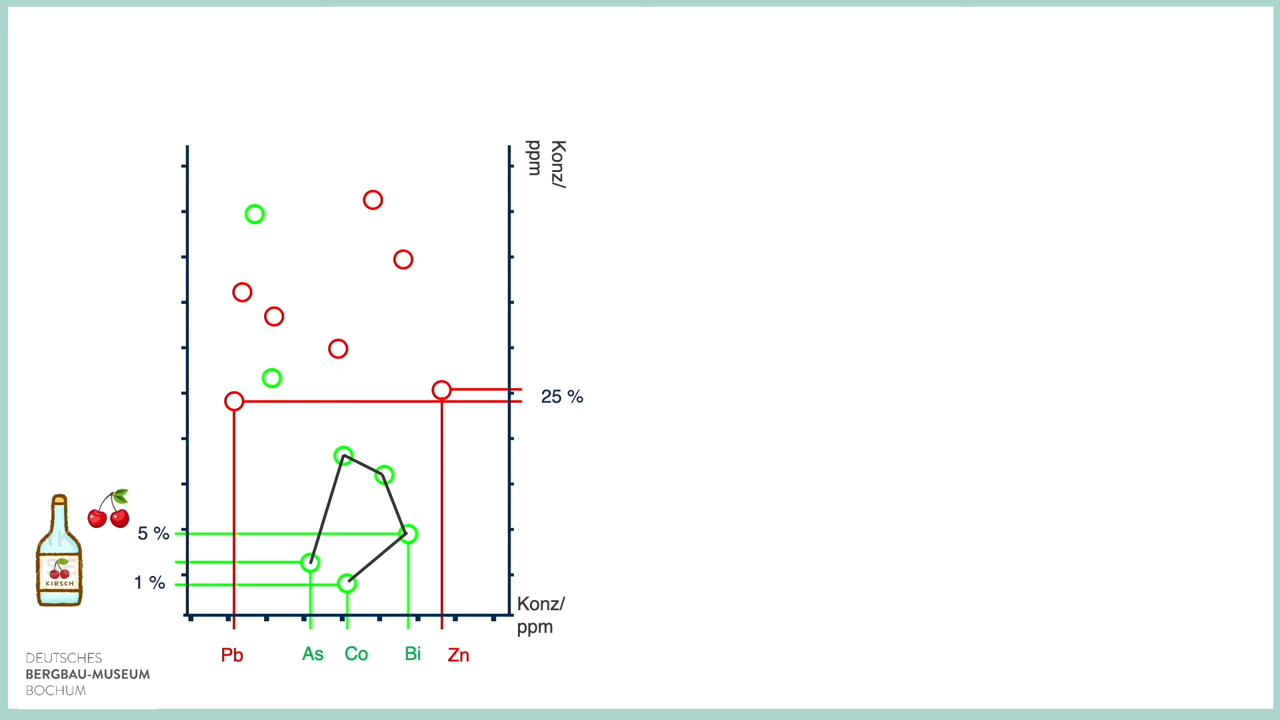 Konz/
ppm
25 %
5 %
1 %
KIRSCH
Konz/
ppm
Pb
As
Co
Bi
Zn
DEUTSCHES
BERGBAU-MUSEUM
BOCHUM